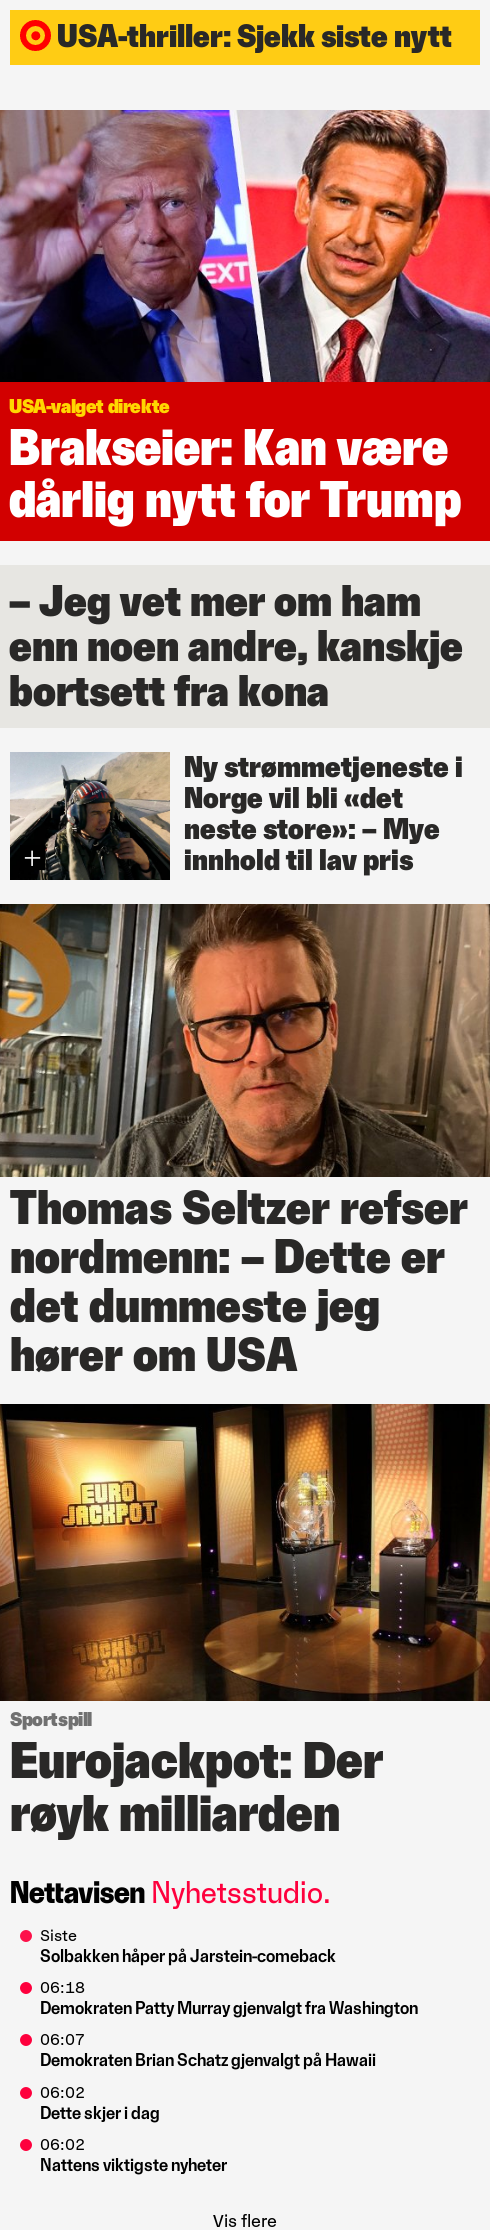 USA-thriller: Sjekk siste nytt
EXT
USA-valget direkte
Brakseier: Kan være
dårlig nytt for Trump
– Jeg vet mer om ham
enn noen andre, kanskje
bortsett fra kona
Ny strømmetjeneste i
Norge vil bli «det
neste store»: – Mye
innhold til lav pris
Thomas Seltzer refser
nordmenn: – Dette er
det dummeste jeg
hører om USA
EURO
JACKPOT
Sportspill
Eurojackpot: Der
røyk milliarden
Nettavisen Nyhetsstudio.
Siste
Solbakken håper på Jarstein-comeback
06:18
Demokraten Patty Murray gjenvalgt fra Washington
06:07
Demokraten Brian Schatz gjenvalgt på Hawaii
06:02
Dette skjer i dag
06:02
Nattens viktigste nyheter
Vis flere